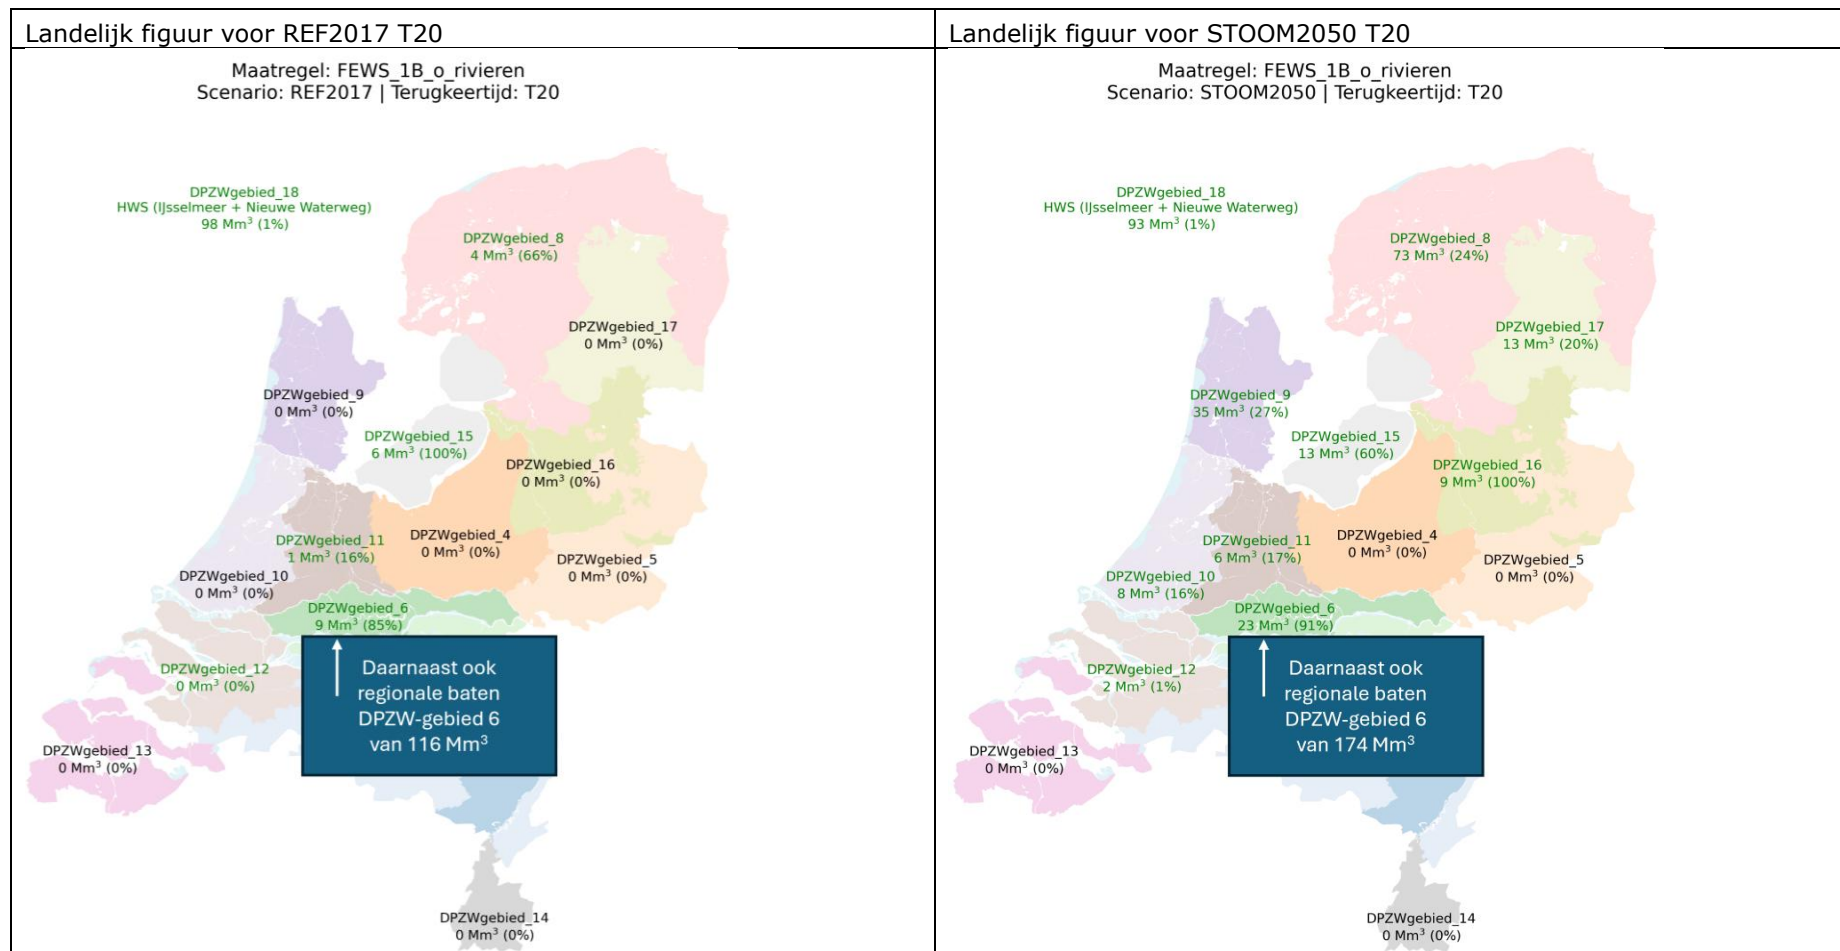 Landelijk figuur voor REF2017 T20
Maatregel: FEWS_1B_o_rivieren
Scenario: REF2017 | Terugkeertijd: T20
DPZWgebied_18
HWS (IJsselmeer + Nieuwe Waterweg)
98 Mm³ (1%)
DPZWgebied_8
4 Mm³ (66%)
DPZWgebied_17
0 Mm³ (0%)
DPZWgebied_9
0 Mm³ (0%)
DPZWgebied_15
6 Mm³ (100%)
DPZWgebied_16
0 Mm³ (0%)
DPZWgebied_4
0 Mm³ (0%)
DPZWgebied_11
1 Mm³ (16%)
DPZWgebied_5
0 Mm³ (0%)
DPZWgebied_10
0 Mm³ (0%)
DPZWgebied_6
9 Mm³ (85%)
DPZWgebied_12
0 Mm³ (0%)
Daarnaast ook
regionale baten
DPZW-gebied 6
van 116 Mm³
DPZWgebied_13
0 Mm³ (0%)
DPZWgebied_14
0 Mm³ (0%)
Landelijk figuur voor STOOM2050 T20
Maatregel: FEWS_1B_o_rivieren
Scenario: STOOM2050 | Terugkeertijd: T20
DPZWgebied_18
HWS (IJsselmeer + Nieuwe Waterweg)
93 Mm³ (1%)
DPZWgebied_8
73 Mm³ (24%)
DPZWgebied_17
13 Mm³ (20%)
DPZWgebied_9
35 Mm³ (27%)
DPZWgebied_15
13 Mm³ (60%)
DPZWgebied_16
9 Mm³ (100%)
DPZWgebied_4
0 Mm³ (0%)
DPZWgebied_11
6 Mm³ (17%)
DPZWgebied_5
0 Mm³ (0%)
DPZWgebied_10
8 Mm³ (16%)
DPZWgebied_6
23 Mm³ (91%)
DPZWgebied_12
2 Mm³ (1%)
Daarnaast ook
regionale baten
DPZW-gebied 6
van 174 Mm³
DPZWgebied_13
0 Mm³ (0%)
DPZWgebied_14
0 Mm³ (0%)